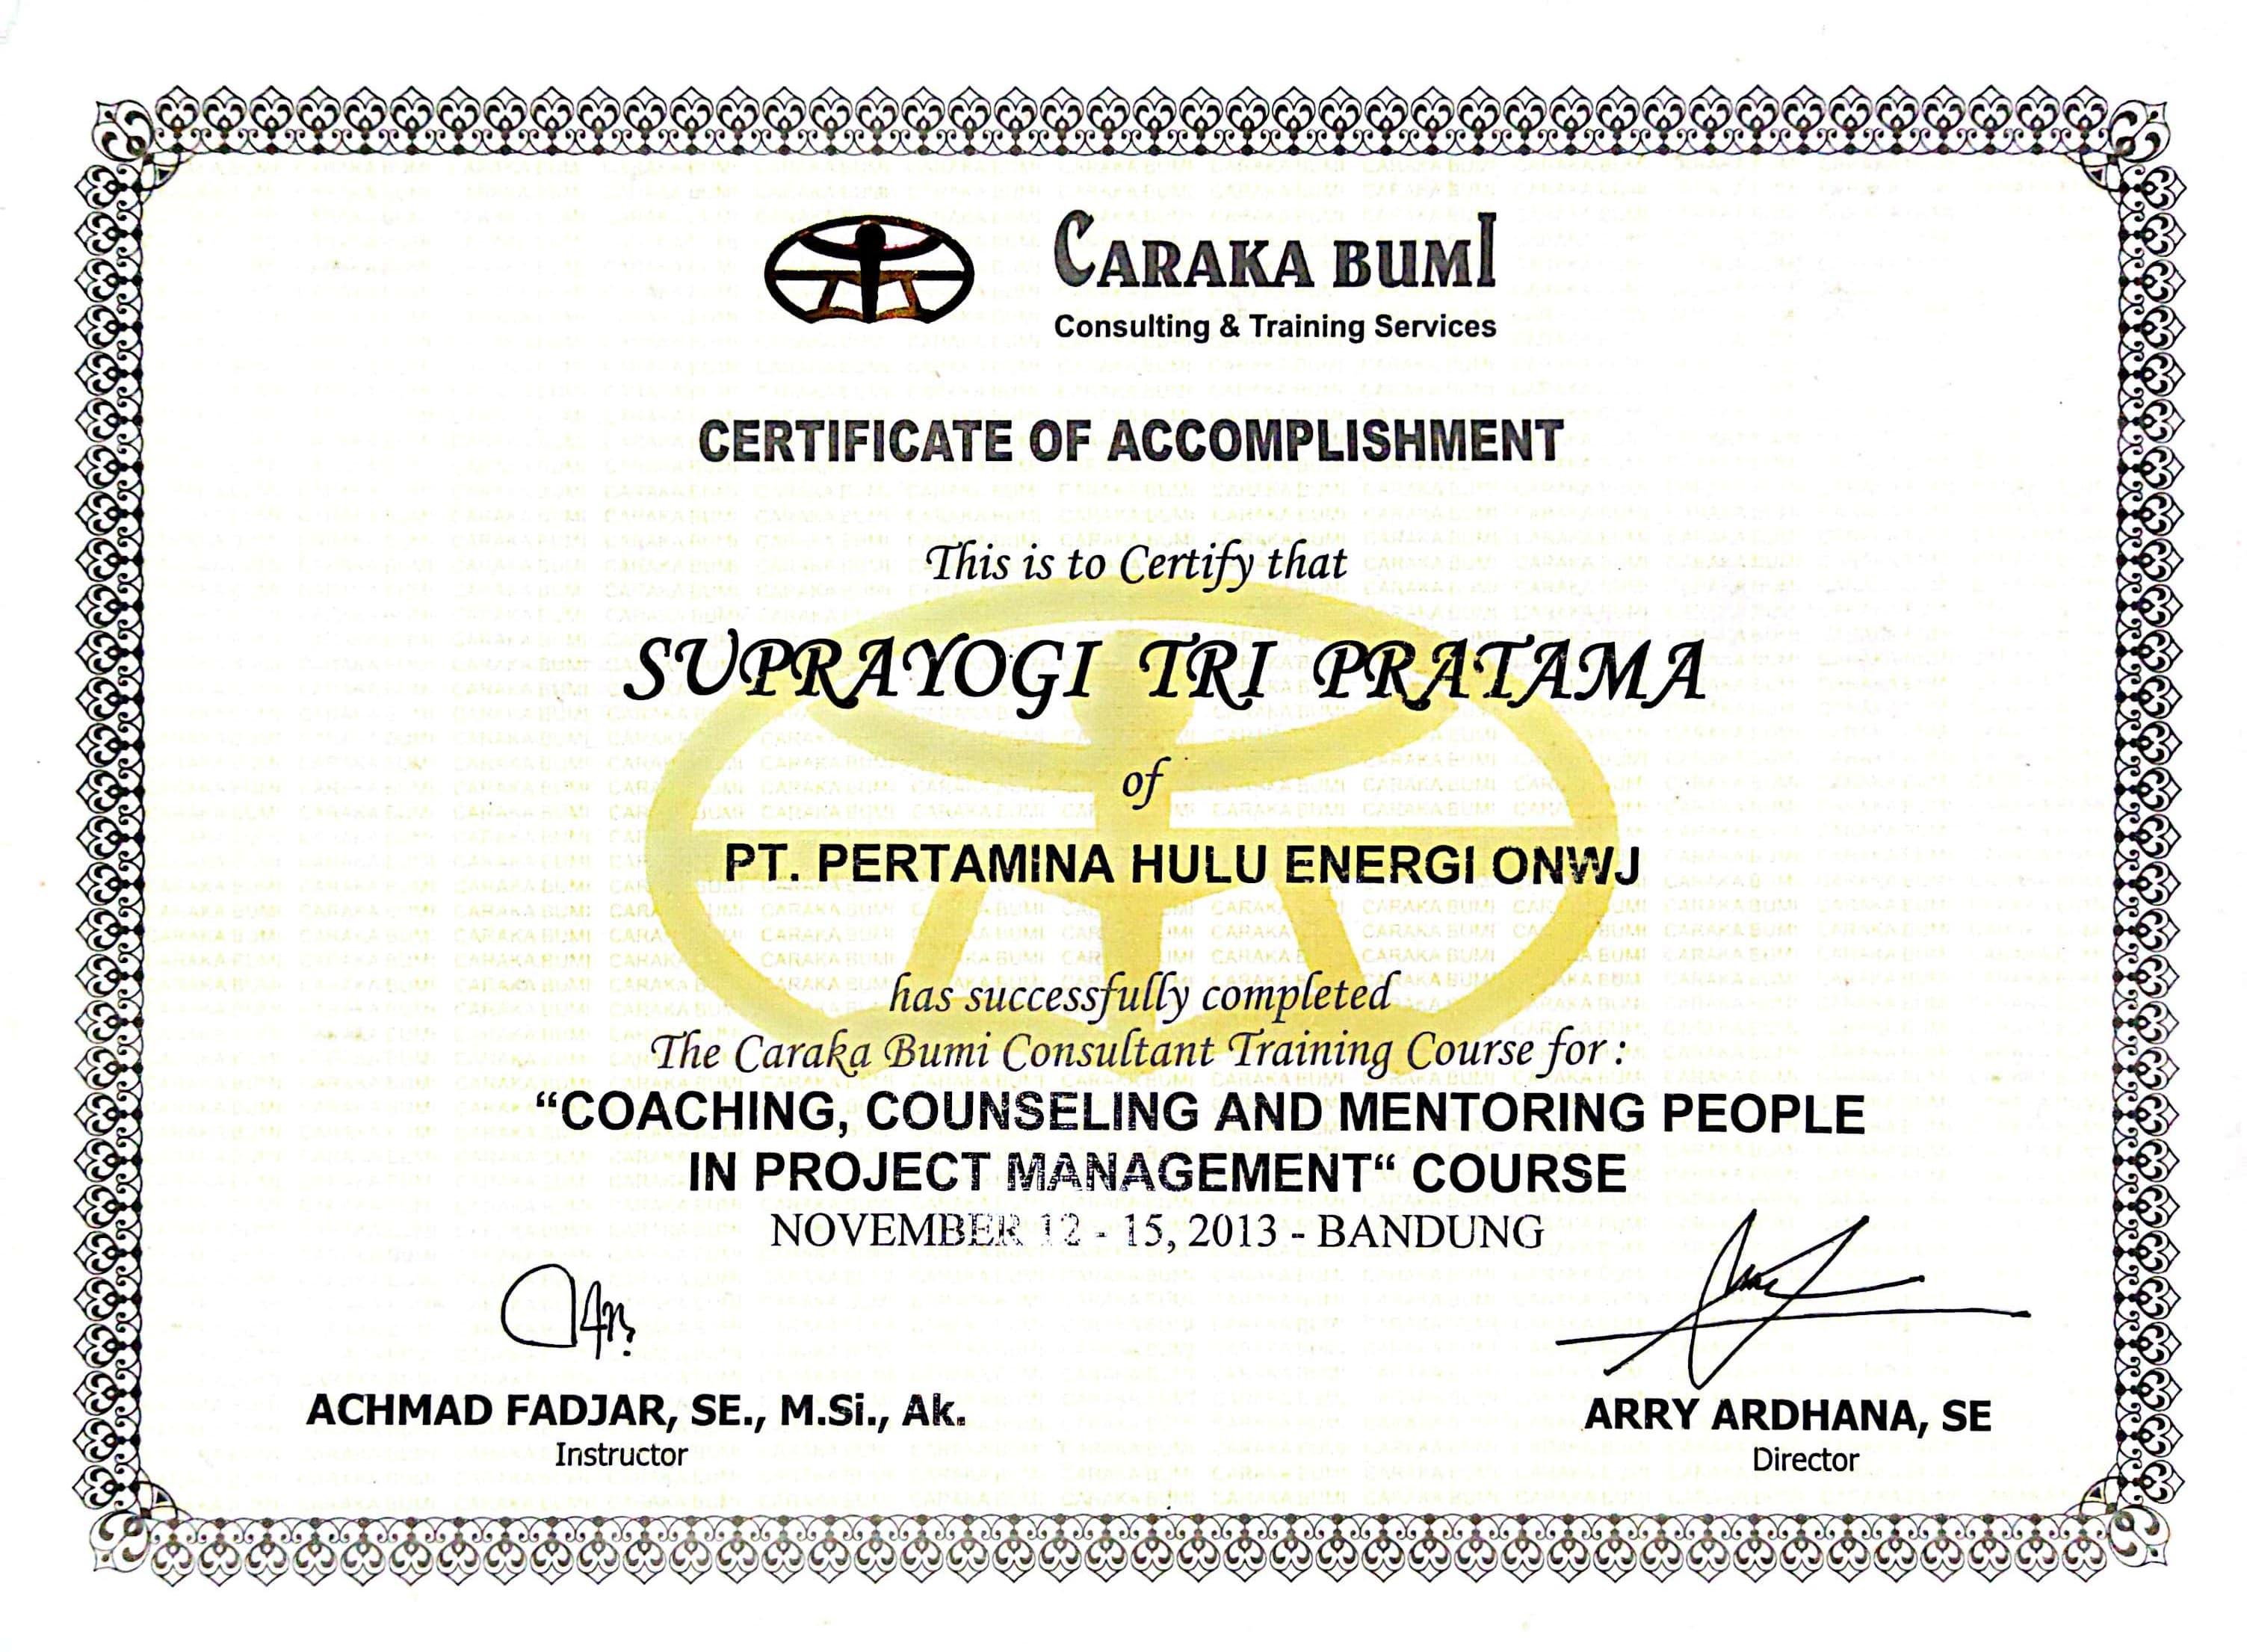 CARAKA BUMI
Consulting & Training Services
CERTIFICATE OF ACCOMPLISHMENT
This is to Certify that
SUPRAYOGI TRI PRATAMA
of
PT. PERTAMINA HULU ENERGI ONWJ
has successfully completed
The Caraka Bumi Consultant Training Course for :
“COACHING, COUNSELING AND MENTORING PEOPLE
IN PROJECT MANAGEMENT“ COURSE
NOVEMBER 12 - 15, 2013 - BANDUNG
ACHMAD FADJAR, SE., M.Si., Ak.
Instructor
ARRY ARDHANA, SE
Director